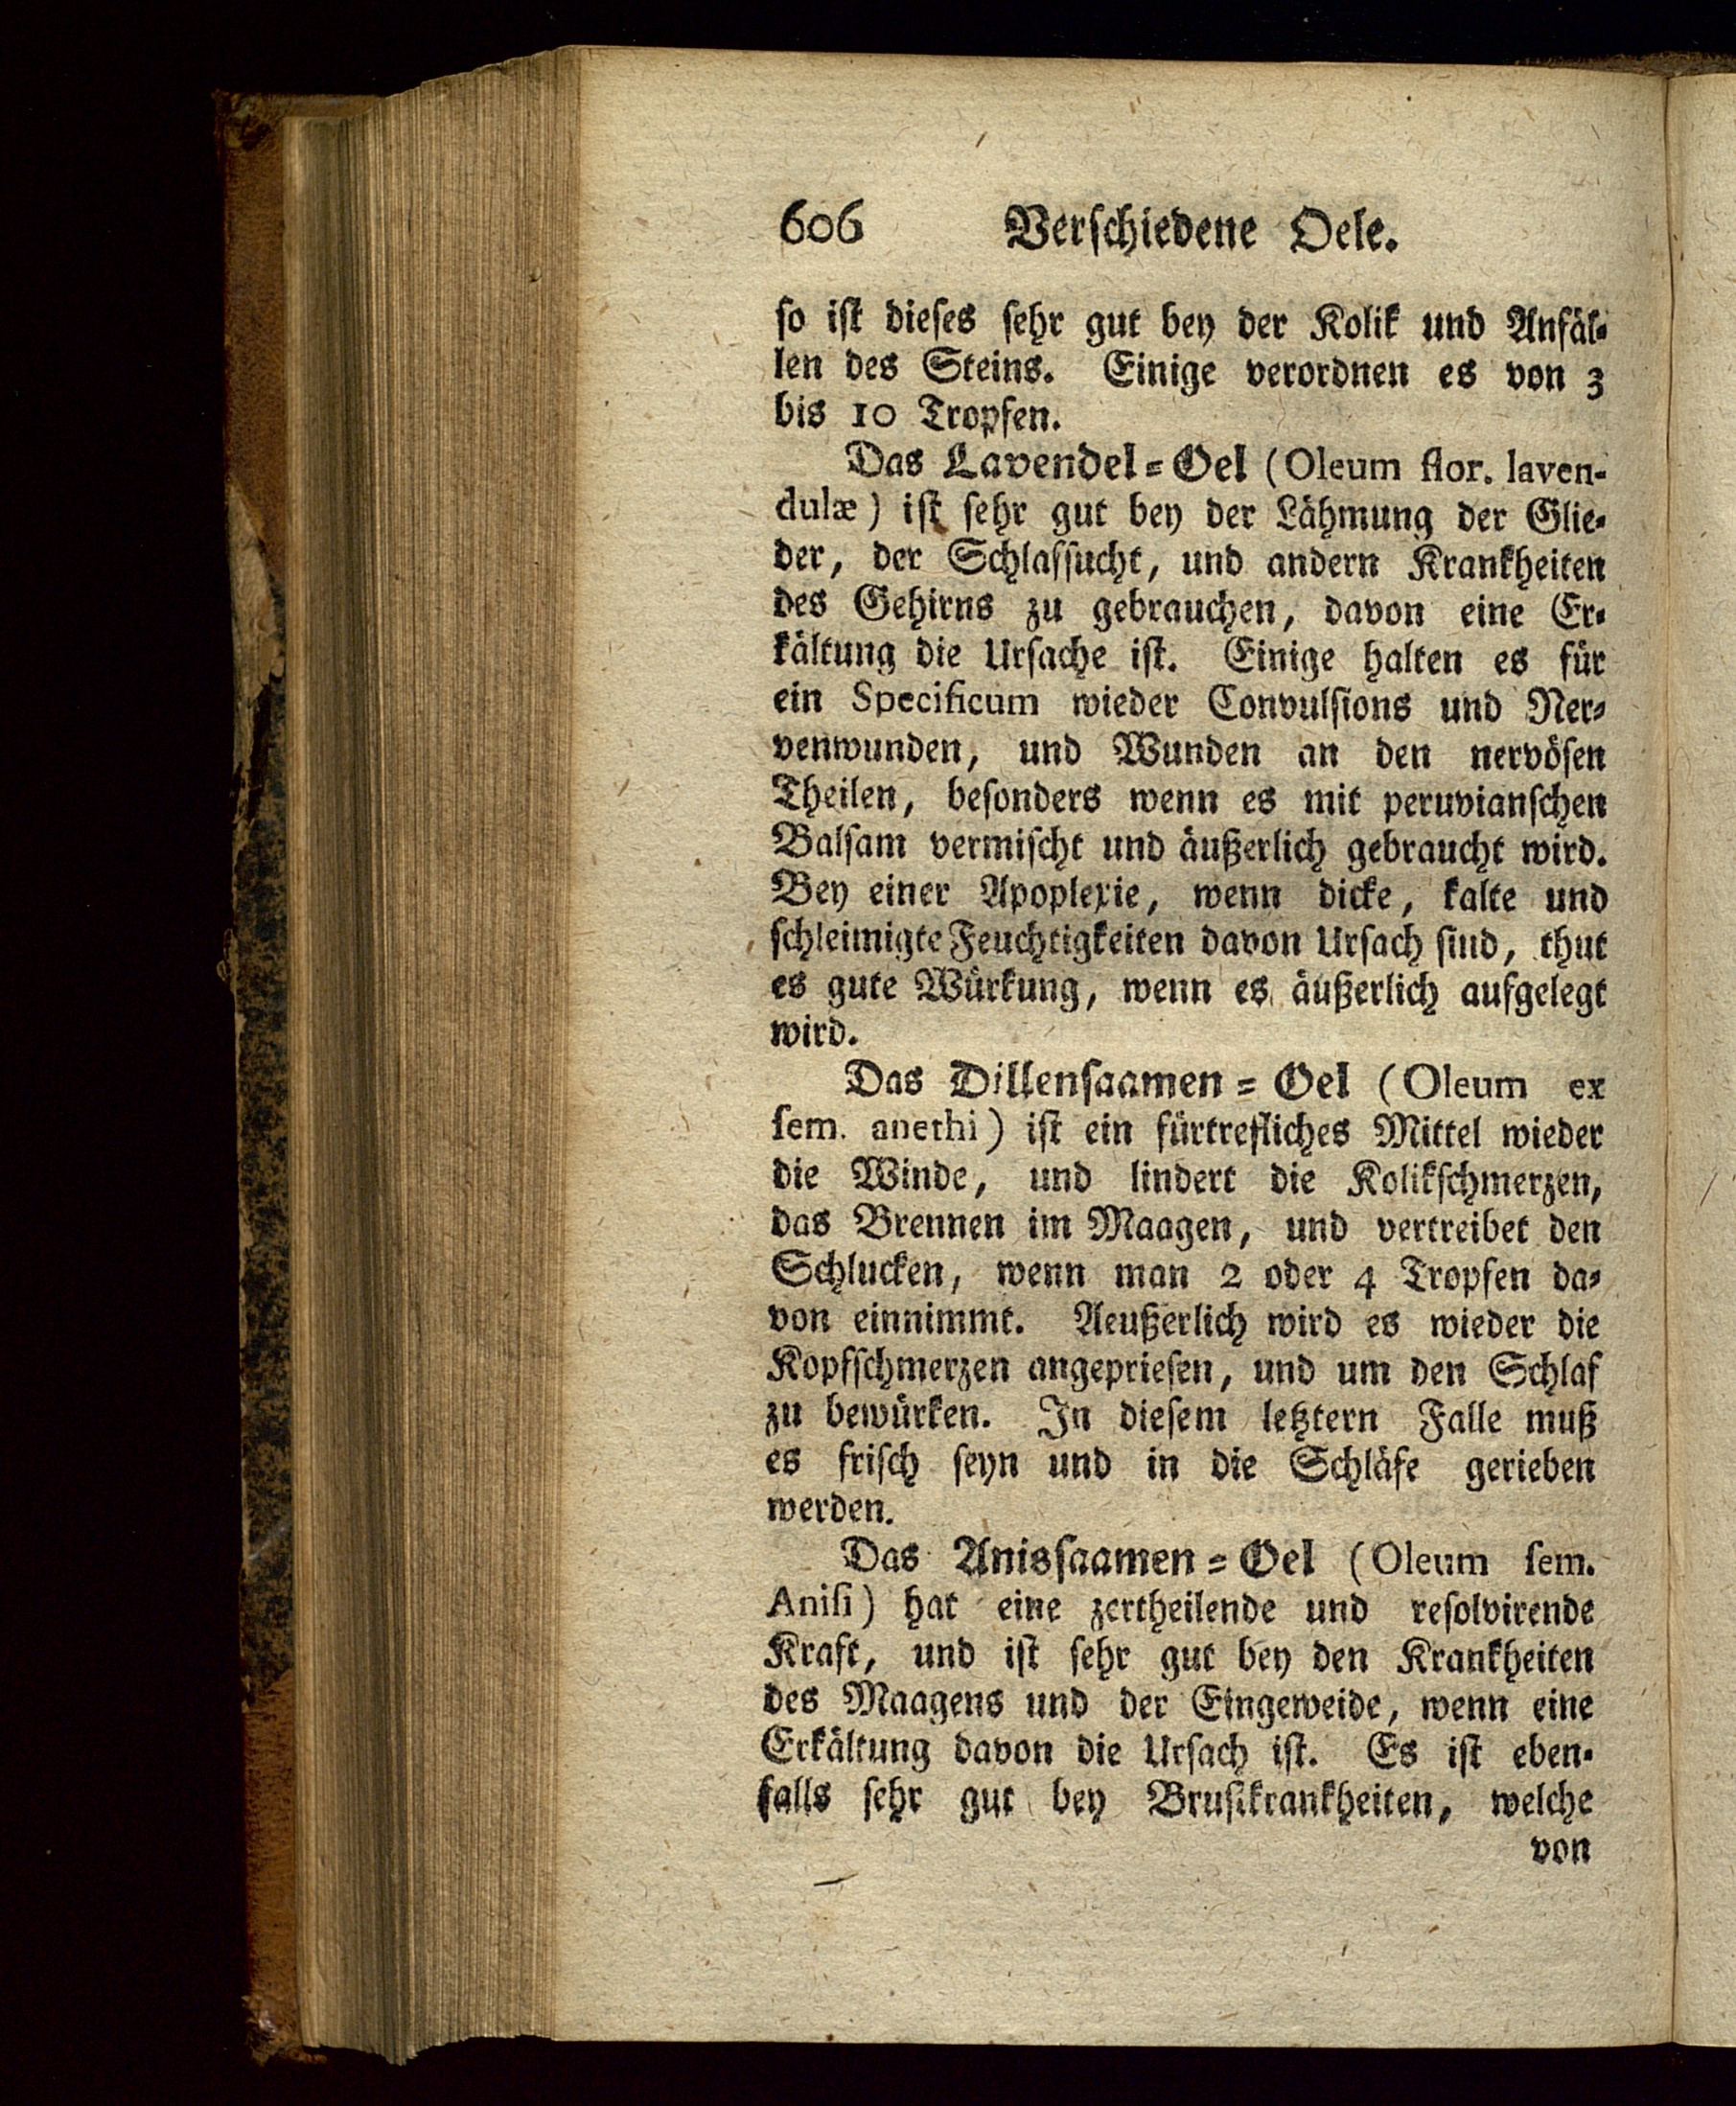 606 Verschiedene Oele.
so ist dieses sehr gut bey der Kolik und Anfäl-
len des Steins. Einige verordnen es von 3
bis 10 Tropfen.
Das Lavendel-Oel (Oleum flor. laven-
dulæ) ist sehr gut bey der Lähmung der Glie-
der, der Schlafsucht, und andern Krankheiten
des Gehirns zu gebrauchen, davon eine Er-
kältung die Ursache ist. Einige halten es für
ein Specificum wieder Convulsions und Ner-
venwunden, und Wunden an den nervösen
Theilen, besonders wenn es mit peruvianschen
Balsam vermischt und äußerlich gebraucht wird.
Bey einer Apoplexie, wenn dicke, kalte und
schleimigte Feuchtigkeiten davon Ursach sind, thut
es gute Würkung, wenn es äußerlich aufgelegt
wird.
Das Dillensaamen-Oel (Oleum ex
sem. anethi) ist ein fürtrefliches Mittel wieder
die Winde, und lindert die Kolikschmerzen,
das Brennen im Maagen, und vertreibet den
Schlucken, wenn man 2 oder 4 Tropfen da-
von einnimmt. Aeußerlich wird es wieder die
Kopfschmerzen angepriesen, und um den Schlaf
zu bewürken. In diesem letztern Falle muß
es frisch seyn und in die Schläfe gerieben
werden.
Das Anissaamen-Oel (Oleum sem.
Anisi) hat eine zertheilende und resolvirende
Kraft, und ist sehr gut bey den Krankheiten
des Maagens und der Eingeweide, wenn eine
Erkältung davon die Ursach ist. Es ist eben-
falls sehr gut bey Brustkrankheiten, welche
von